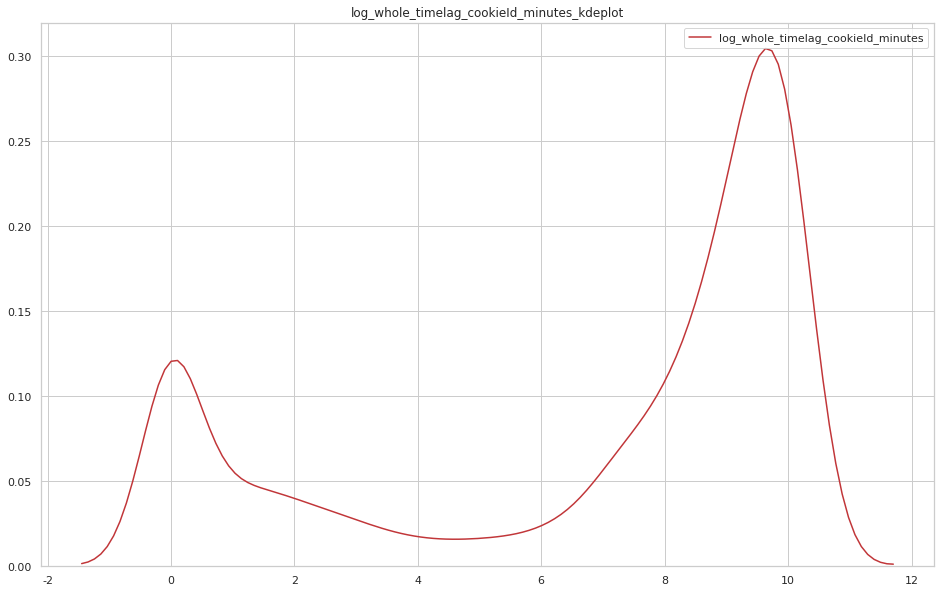 log_whole_timelag_cookieId_minutes_kdeplot
log_whole_timelag_cookieId_minutes
0.30
0.25
0.20
0.15
0.10
0.05
0.00
-2 0 2 4 6 8 10 12